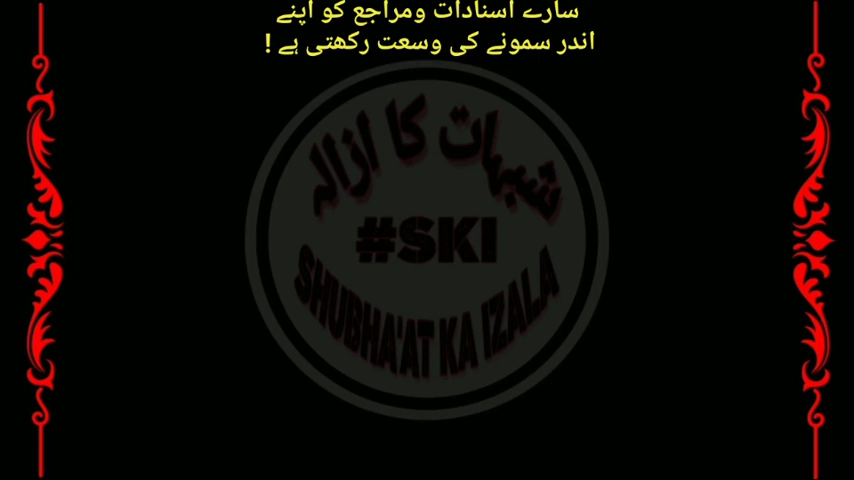 سارے اسنادات ومراجع کو اپنے
اندر سمونے کی وسعت رکھتی ہے !
شبہات کا ازالہ
#SKI
SHUBHA'AT KA IZALA